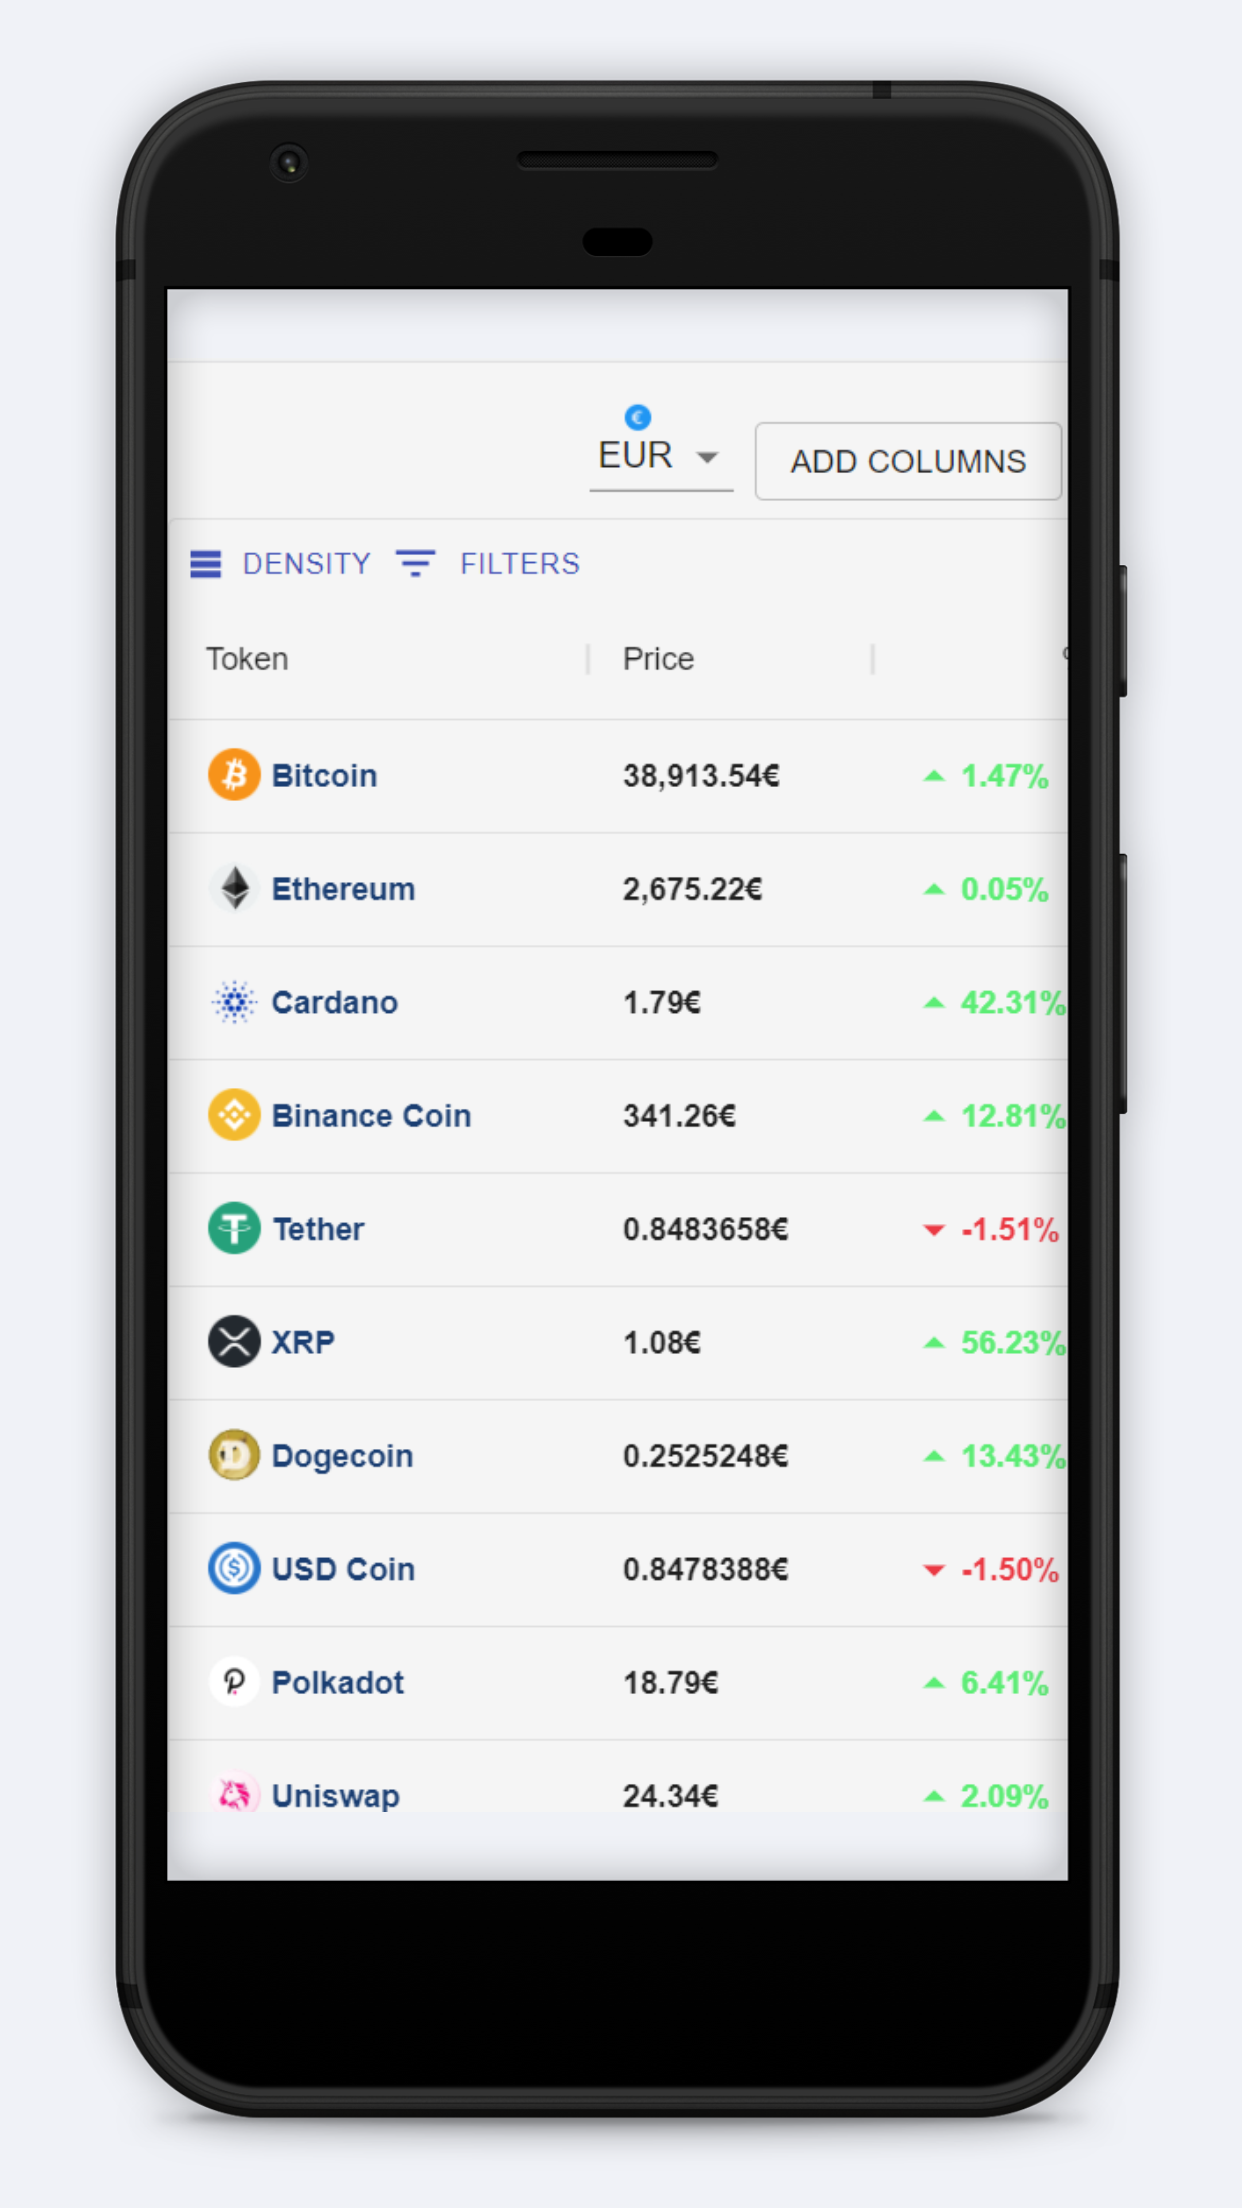 €
EUR
ADD COLUMNS
DENSITY FILTERS
Token Price
Bitcoin 38,913.54€ 1.47%
Ethereum 2,675.22€ 0.05%
Cardano 1.79€ 42.31%
Binance Coin 341.26€ 12.81%
Tether 0.8483658€ -1.51%
XRP 1.08€ 56.23%
Dogecoin 0.2525248€ 13.43%
USD Coin 0.8478388€ -1.50%
Polkadot 18.79€ 6.41%
Uniswap 24.34€ 2.09%